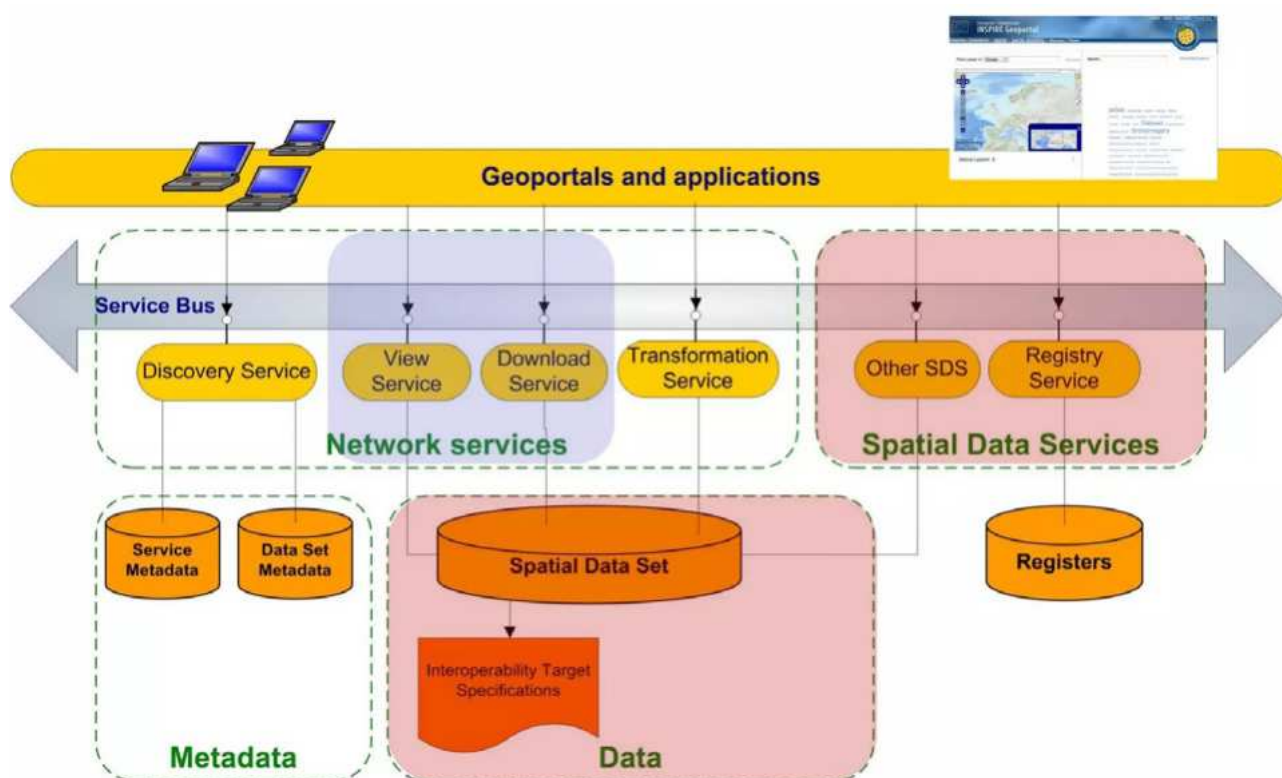 INSPIRE Geoportal
Geoportals and applications
Service Bus
Discovery Service
View
Service
Download
Service
Transformation
Service
Other SDS
Registry
Service
Network services
Spatial Data Services
Service
Metadata
Data Set
Metadata
Spatial Data Set
Registers
Interoperability Target
Specifications
Metadata
Data